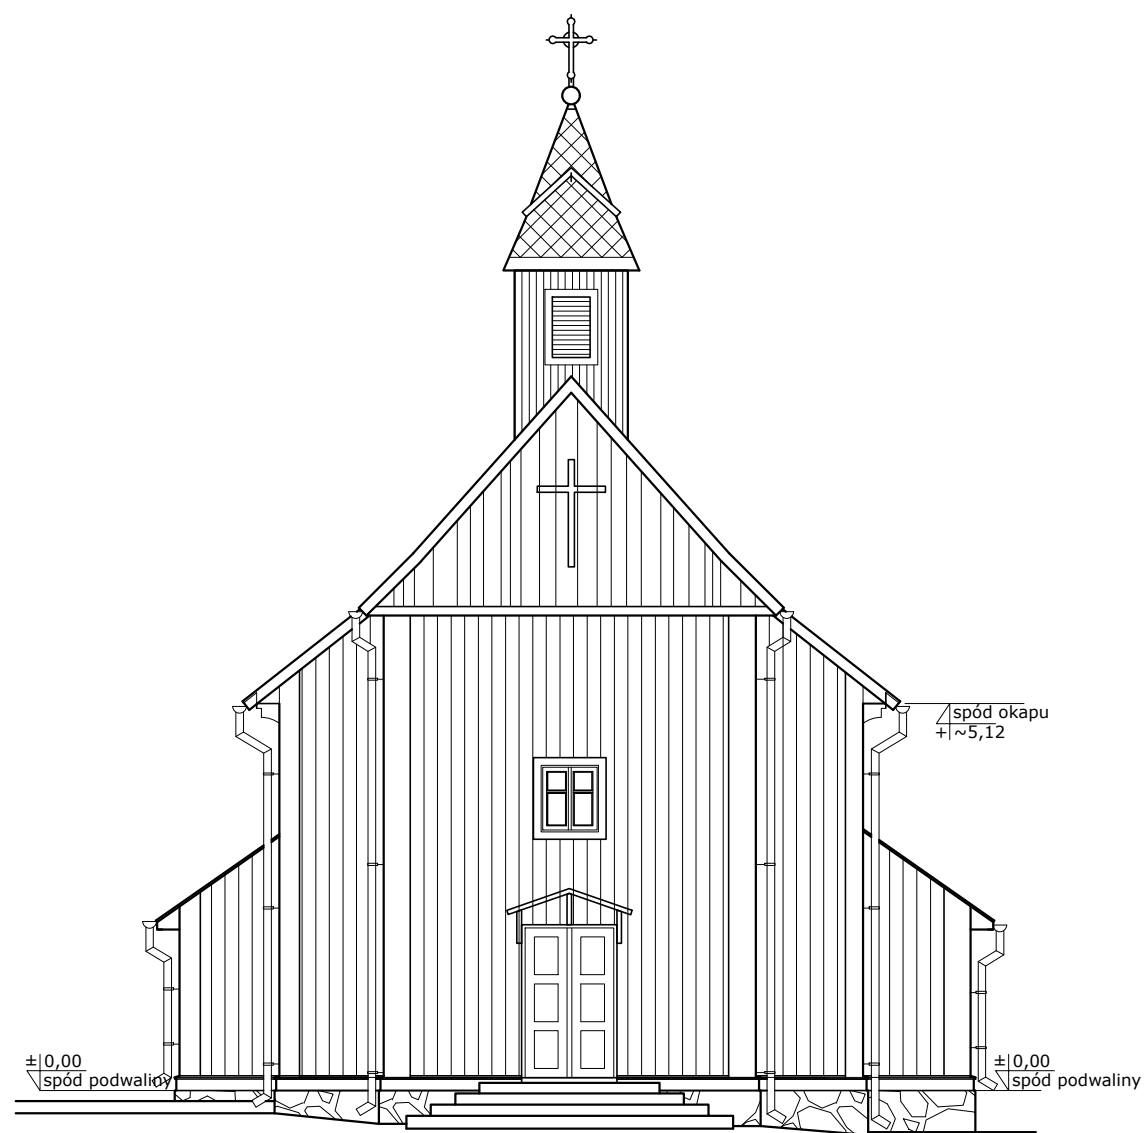 spód okapu
+ ~5,12
± 0,00
spód podwaliny
± 0,00
spód podwaliny